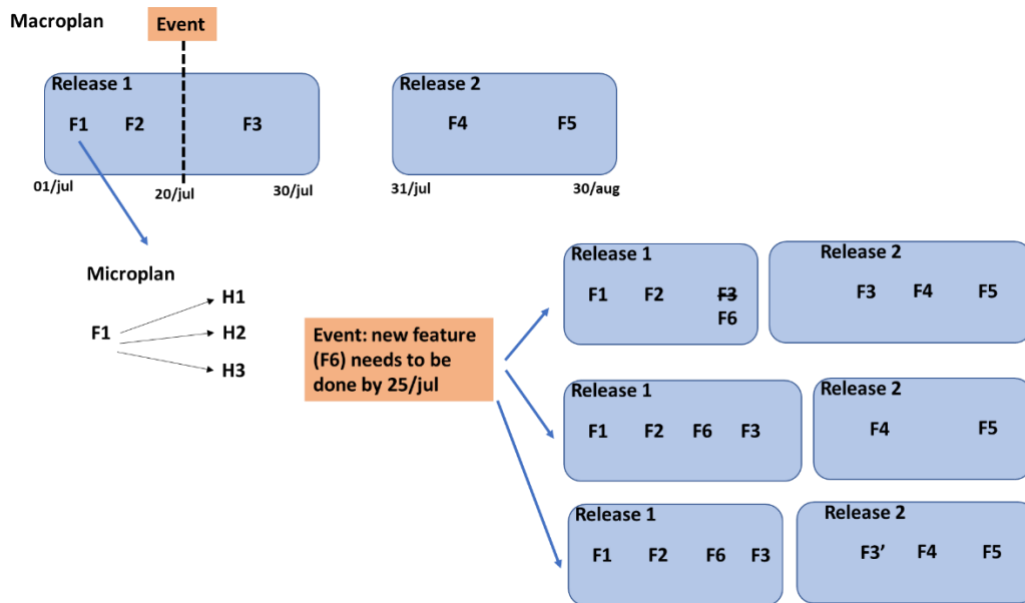 Macroplan
Event
Release 1
F1 F2 F3
01/jul 20/jul 30/jul
Release 2
F4 F5
31/jul 30/aug
Microplan
F1
H1
H2
H3
Event: new feature
(F6) needs to be
done by 25/jul
Release 1
F1 F2 F3
F6
Release 2
F3 F4 F5
Release 1
F1 F2 F6 F3
Release 2
F4 F5
Release 1
F1 F2 F6 F3
Release 2
F3’ F4 F5